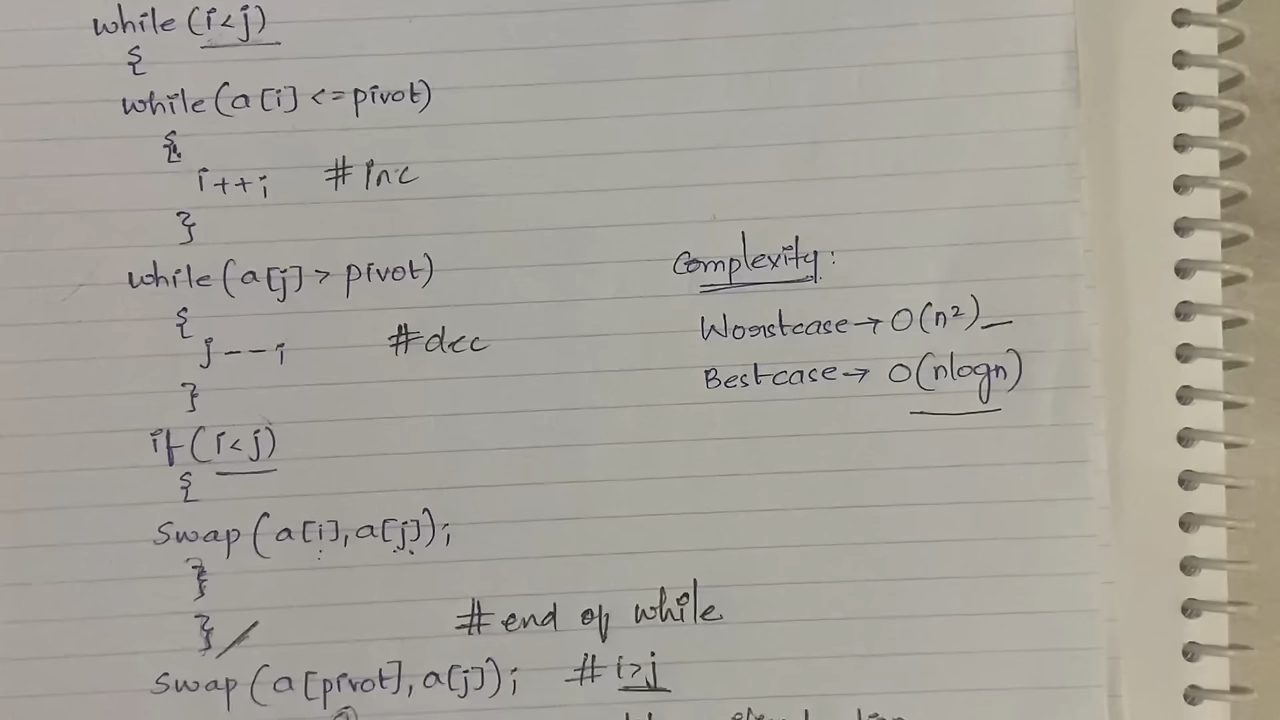 while (i<j)
{
while (a[i] <= pivot)
{
i++;    # inc
}
while (a[j] > pivot)
{
j--;    # dec
}
if (i<j)
{
swap (a[i], a[j]);
}
}    # end of while
swap (a[pivot], a[j]);    # i>j
Complexity:
Worstcase → O(n²)
Bestcase → O(nlogn)